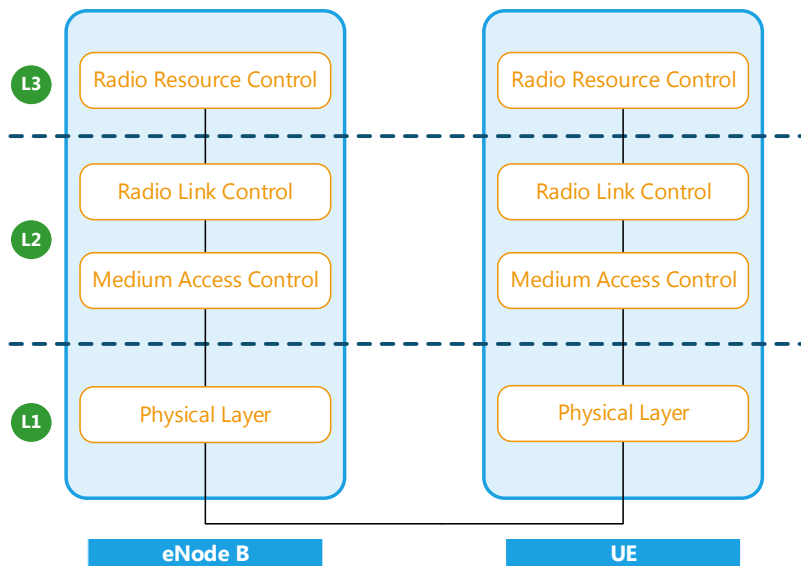 L3
Radio Resource Control
Radio Resource Control
L2
Radio Link Control
Radio Link Control
Medium Access Control
Medium Access Control
L1
Physical Layer
Physical Layer
eNode B
UE